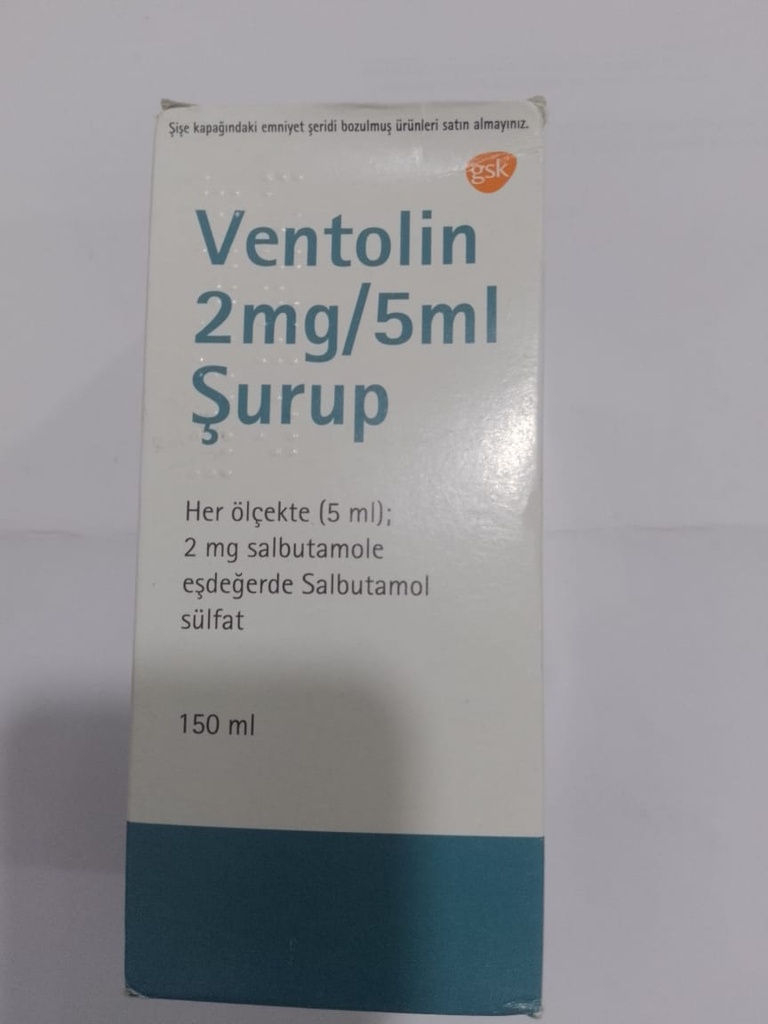 Şişe kapağındaki emniyet şeridi bozulmuş ürünleri satın almayınız.
gsk
Ventolin
2mg/5ml
Şurup
Her ölçekte (5 ml);
2 mg salbutamole
eşdeğerde Salbutamol
sülfat
150 ml